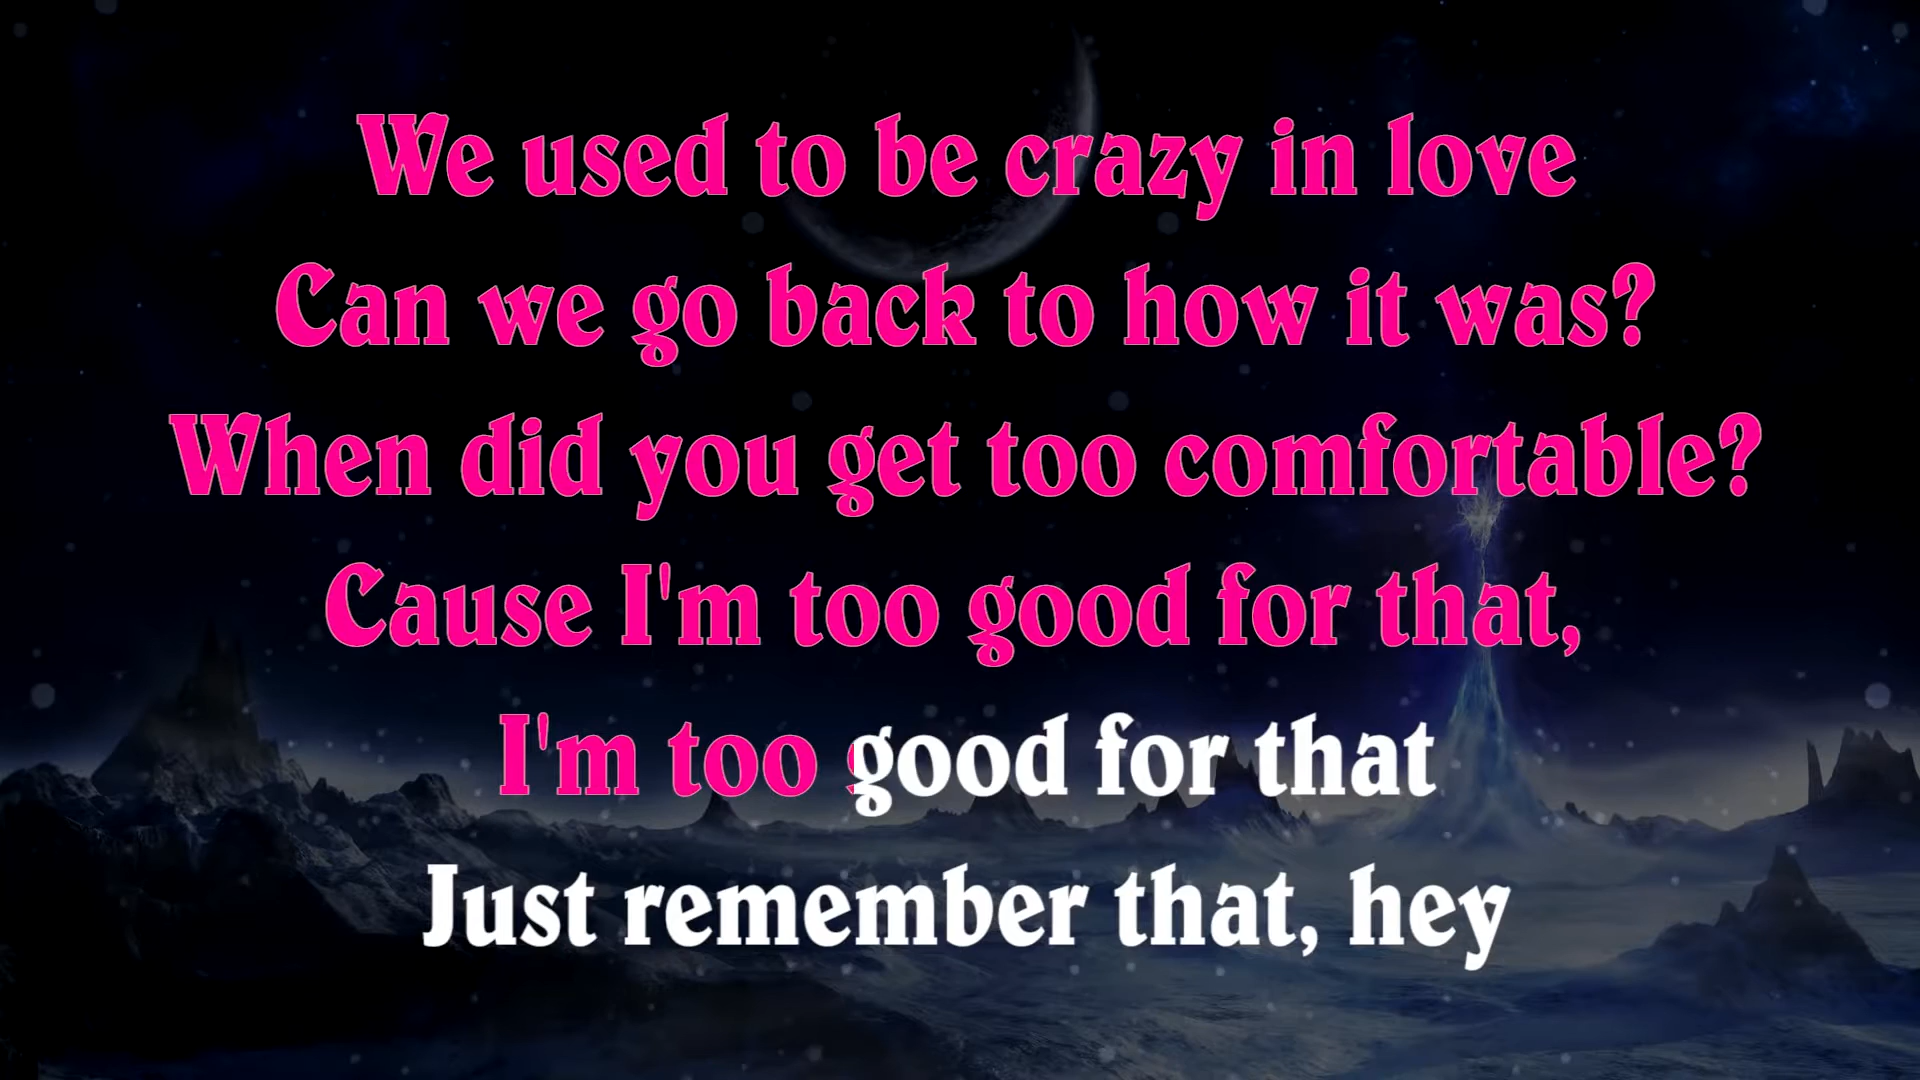 We used to be crazy in love
Can we go back to how it was?
When did you get too comfortable?
Cause I'm too good for that,
I'm too good for that
Just remember that, hey